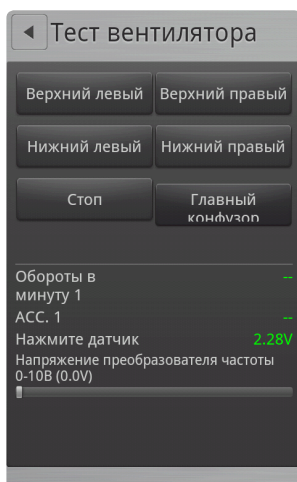 Тест вентилятора
Верхний левый Верхний правый
Нижний левый Нижний правый
Стоп Главный
конфузор
Обороты в --
минуту 1
ACC. 1 --
Нажмите датчик 2.28V
Напряжение преобразователя частоты
0-10В (0.0V)